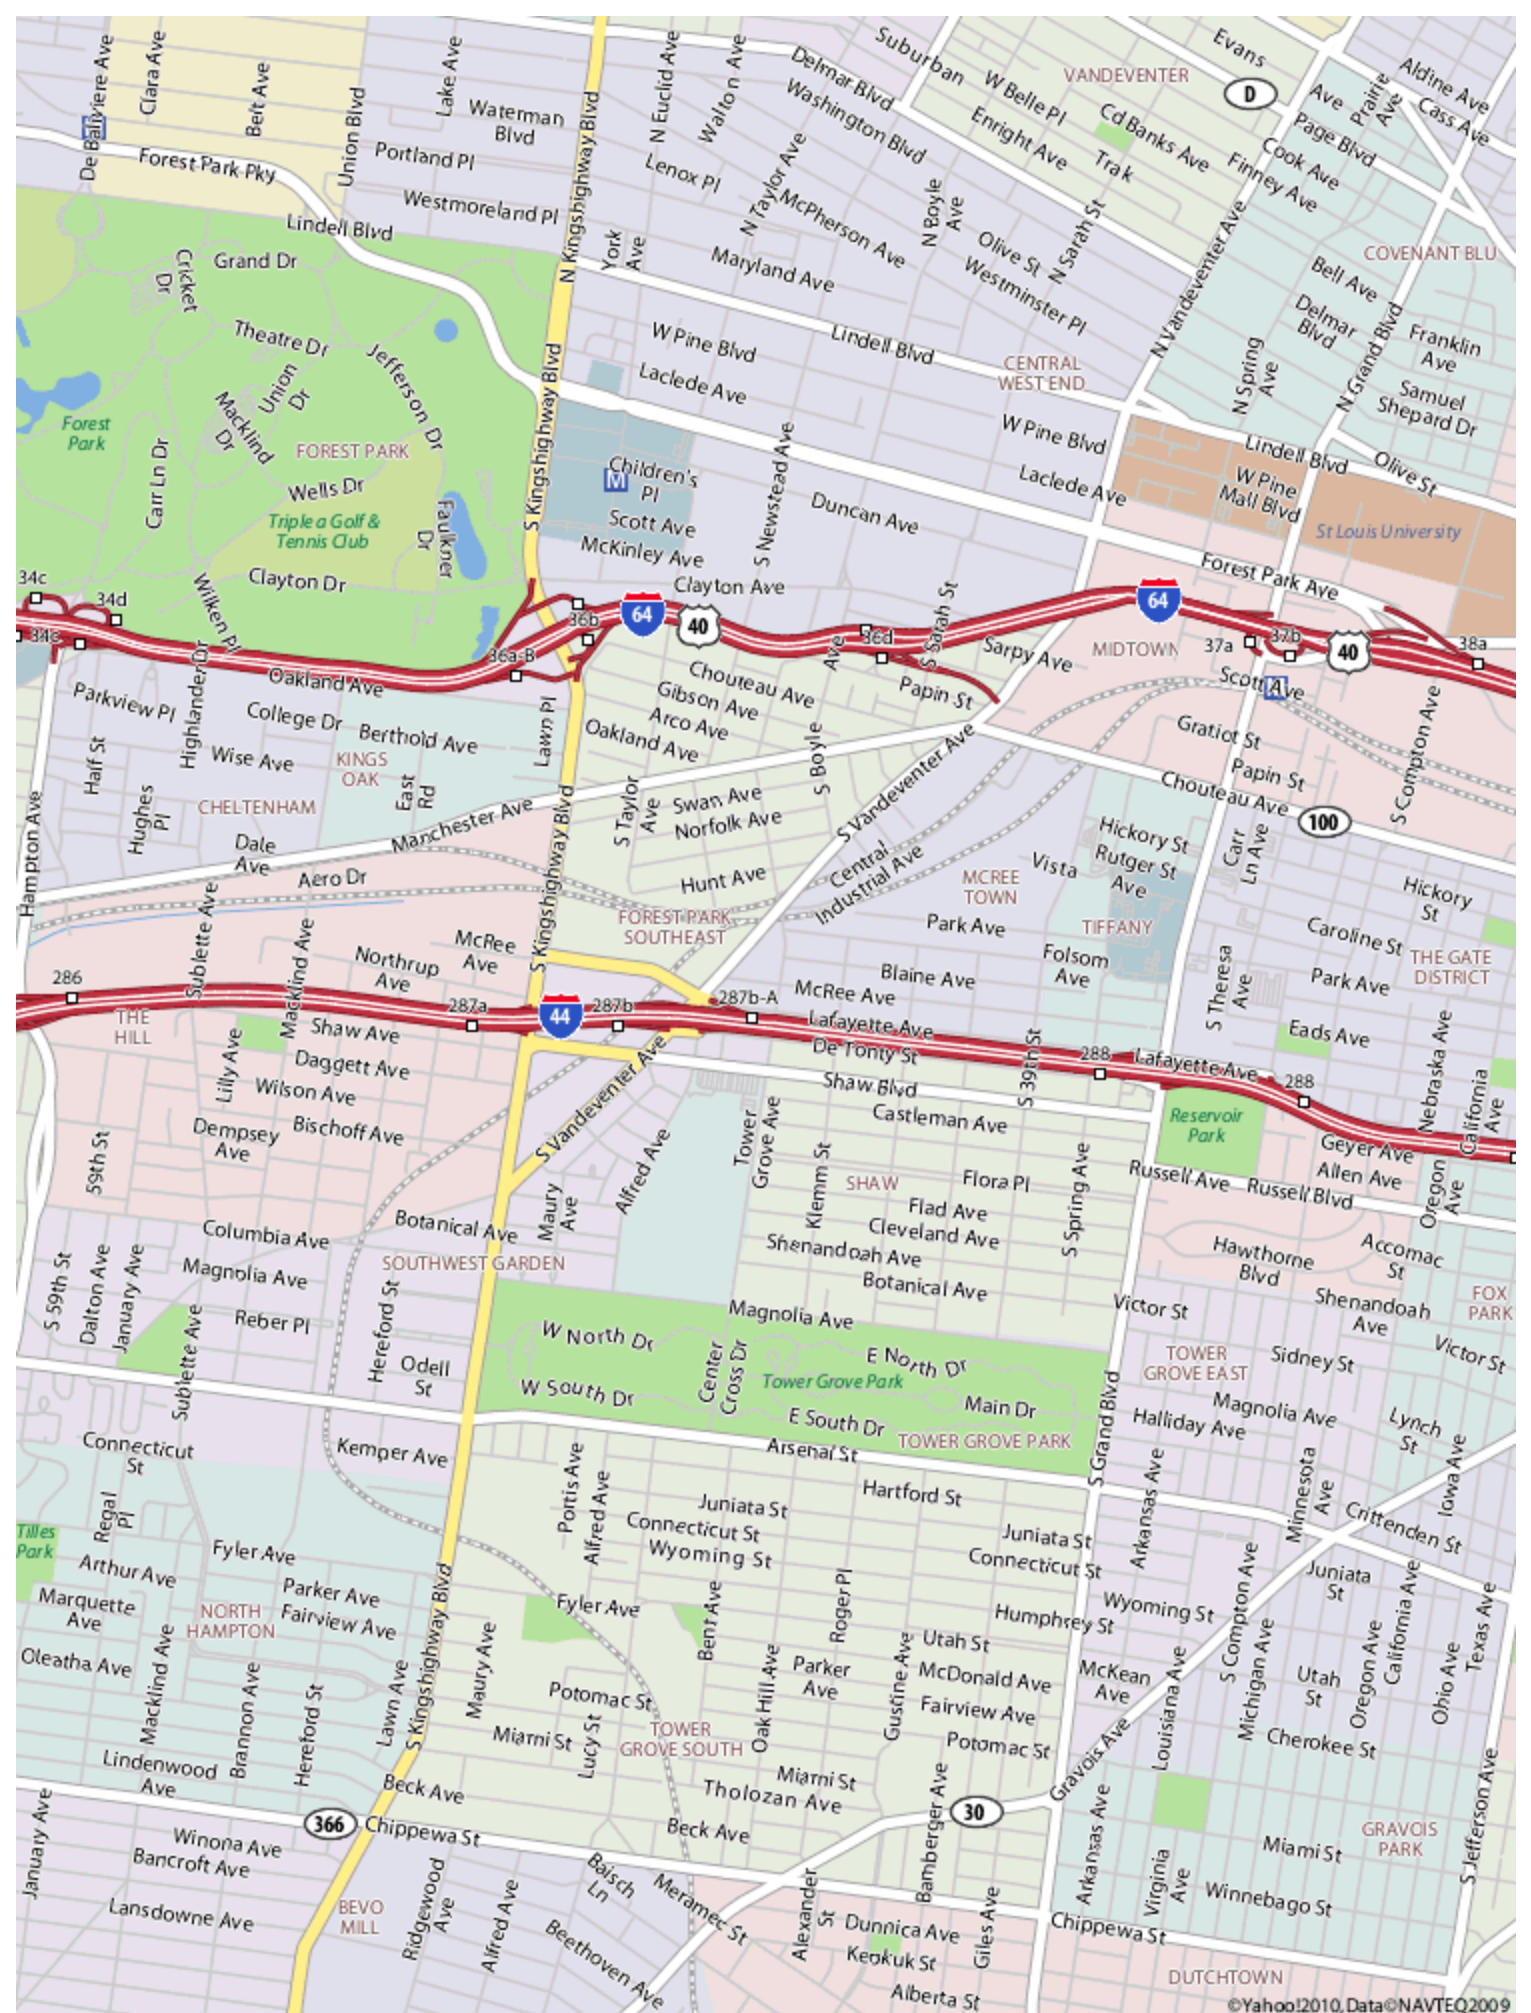 De Baliviere Ave
Clara Ave
Belt Ave
Union Blvd
Lake Ave
Waterman
Blvd
Portland Pl
Westmoreland Pl
Forest Park Pky
Lindell Blvd
N Kingshighway Blvd
N Euclid Ave
Walton Ave
Delmar Blvd
Washington Blvd
Suburban
W Belle Pl
Enright Ave
Cd Banks Ave
Trak
VANDEVENTER
Evans
Ave
D
Prairie
Ave
Aldine Ave
Cass Ave
Page Blvd
Cook Ave
Finney Ave
Lenox Pl
N Taylor Ave
McPherson Ave
N Boyle
Ave
Olive St
N Sarah St
Westminster Pl
Maryland Ave
York
Ave
N Vandeventer Ave
COVENANT BLU
Bell Ave
Delmar
Blvd
Franklin
Ave
N Grand Blvd
N Spring
Ave
Samuel
Shepard Dr
Cricket
Dr
Grand Dr
Theatre Dr
Union
Dr
Jefferson Dr
Macklind
Dr
Forest
Park
Carr Ln Dr
FOREST PARK
Wells Dr
Triple a Golf &
Tennis Club
Faulkner
Dr
Clayton Dr
Wilken Pl
W Pine Blvd
Laclede Ave
Lindell Blvd
CENTRAL
WEST END
W Pine Blvd
Laclede Ave
S Kingshighway Blvd
M
Children's
Pl
Scott Ave
McKinley Ave
S Newstead Ave
Duncan Ave
Clayton Ave
Lindell Blvd
Olive St
W Pine
Mall Blvd
St Louis University
Forest Park Ave
34c
34d
34c
36b
36a-B
64
40
36d
64
37a
37b
40
38a
S Sarah St
Sarpy Ave
MIDTOWN
Papin St
Scott Ave
Oakland Ave
Parkview Pl
Highlander Dr
College Dr
Berthold Ave
Lawn Pl
Chouteau Ave
Gibson Ave
Arco Ave
Oakland Ave
S Boyle
Ave
Gratiot St
Papin St
Chouteau Ave
100
S Compton Ave
Half St
Wise Ave
KINGS
OAK
East
Rd
CHELTENHAM
Hughes
Pl
Dale
Ave
Manchester Ave
Aero Dr
Hampton Ave
S Kingshighway Blvd
S Taylor
Ave
Swan Ave
Norfolk Ave
Hunt Ave
S Vandeventer Ave
Central
Industrial Ave
FOREST PARK
SOUTHEAST
Vista
Hickory St
Rutger St
Ave
MCREE
TOWN
TIFFANY
Carr
Ln Ave
Hickory
St
Caroline St
THE GATE
DISTRICT
Park Ave
Park Ave
Folsom
Ave
Blaine Ave
McRee Ave
S Theresa
Ave
Eads Ave
Sublette Ave
Macklind Ave
Northrup
Ave
McRee
Ave
286
287a
44
287b
287b-A
Lafayette Ave
De Tonty St
Shaw Blvd
S 39th St
288
Lafayette Ave
288
THE
HILL
Shaw Ave
Daggett Ave
Lilly Ave
Wilson Ave
Bischoff Ave
Dempsey
Ave
59th St
S Vandeventer Ave
Alfred Ave
Maury
Ave
Tower
Grove Ave
Castleman Ave
Klemm St
SHAW
Flora Pl
Flad Ave
Cleveland Ave
Shenandoah Ave
Botanical Ave
S Spring Ave
Reservoir
Park
Russell Ave
Russell Blvd
Geyer Ave
Allen Ave
Nebraska Ave
California
Ave
Oregon
Ave
Accomac
St
Hawthorne
Blvd
Shenandoah
Ave
FOX
PARK
Victor St
Victor St
Columbia Ave
Botanical Ave
SOUTHWEST GARDEN
Magnolia Ave
S 59th St
Dalton Ave
January Ave
Reber Pl
Hereford St
Odell
St
Sublette Ave
W North Dr
W South Dr
Center
Cross Dr
Magnolia Ave
E North Dr
Tower Grove Park
Main Dr
E South Dr
TOWER GROVE PARK
Arsenal St
S Grand Blvd
TOWER
GROVE EAST
Sidney St
Magnolia Ave
Halliday Ave
Lynch
St
Connecticut
St
Kemper Ave
Regal
Pl
Tilles
Park
Arthur Ave
Fyler Ave
Parker Ave
Fairview Ave
Marquette
Ave
NORTH
HAMPTON
Oleatha Ave
Macklind Ave
Brannon Ave
Hereford St
Lawn Ave
Lindenwood
Ave
S Kingshighway Blvd
Portis Ave
Alfred Ave
Juniata St
Connecticut St
Wyoming St
Hartford St
Juniata St
Connecticut St
Arkansas Ave
Minnesota
Ave
Crittenden St
Iowa Ave
Fyler Ave
Bent Ave
Roger Pl
Humphrey St
Wyoming St
S Compton Ave
Juniata
St
California Ave
Texas Ave
Maury Ave
Oak Hill Ave
Parker
Ave
Gustine Ave
Utah St
McDonald Ave
Fairview Ave
Potomac St
McKean
Ave
Louisiana Ave
Michigan Ave
Utah
St
Oregon Ave
Ohio Ave
Cherokee St
Potomac St
Miami St
Lucy St
TOWER
GROVE SOUTH
Miami St
Tholozan Ave
Beck Ave
Bamberger Ave
30
Gravois Ave
Arkansas Ave
Virginia
Ave
Miami St
GRAVOIS
PARK
S Jefferson Ave
Winnebago St
Beck Ave
366
Chippewa St
January Ave
Winona Ave
Bancroft Ave
Lansdowne Ave
BEVO
MILL
Ridgewood
Ave
Alfred Ave
Baisch
Ln
Meramec St
Beethoven Ave
Alexander
St
Dunnica Ave
Keokuk St
Alberta St
Giles Ave
Chippewa St
DUTCHTOWN
©Yahoo!2010, Data©NAVTEQ2009